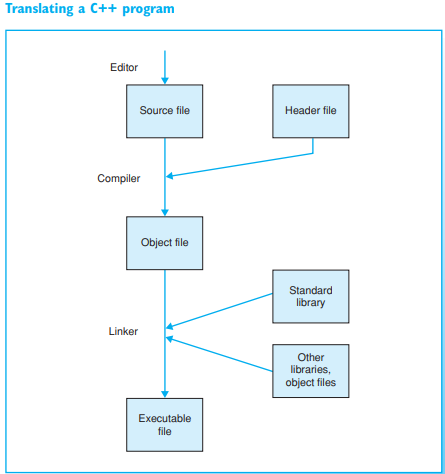 Translating a C++ program
Editor
Source file
Header file
Compiler
Object file
Standard
library
Linker
Other
libraries,
object files
Executable
file